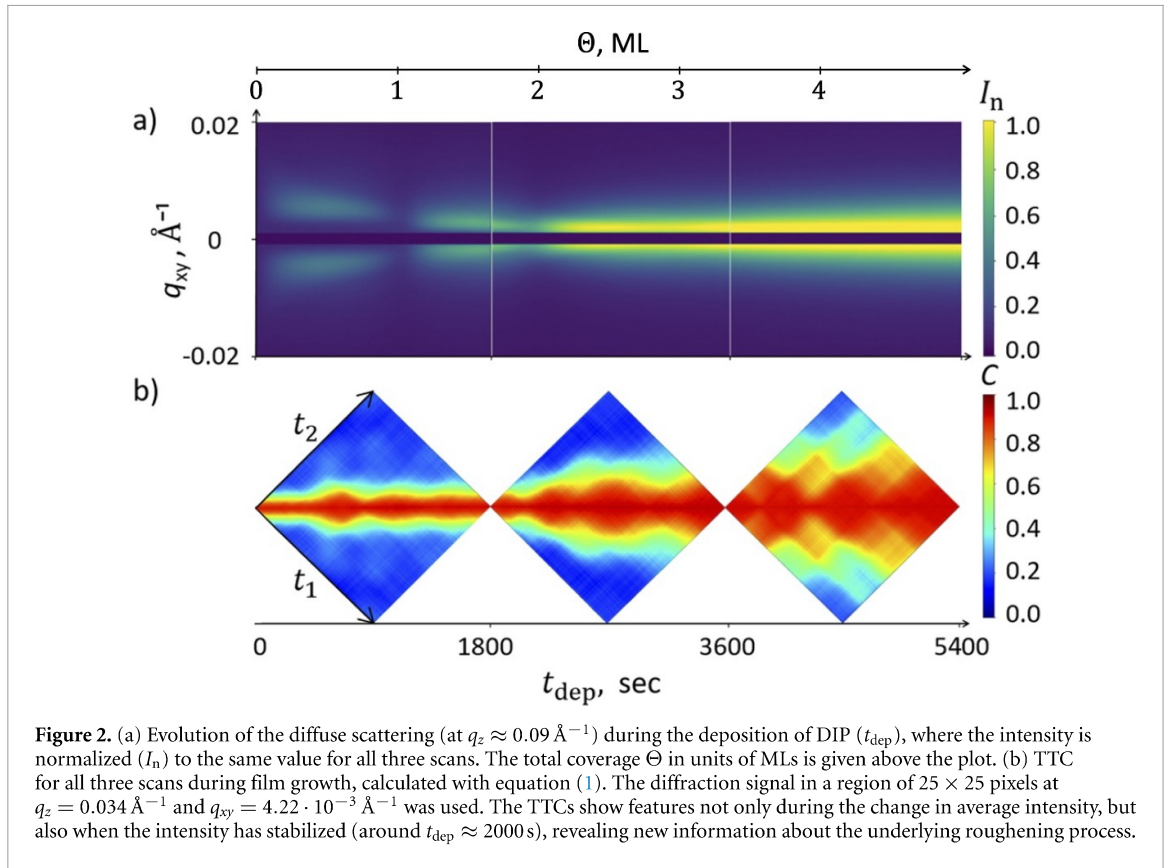 Θ, ML
0 1 2 3 4
a)
0.02
0
-0.02
q_xy, Å⁻¹
I_n
1.0
0.8
0.6
0.4
0.2
0.0
b)
t₂
t₁
C
1.0
0.8
0.6
0.4
0.2
0.0
0 1800 3600 5400
t_dep, sec
Figure 2. (a) Evolution of the diffuse scattering (at q_z ≈ 0.09 Å⁻¹) during the deposition of DIP (t_dep), where the intensity is
normalized (I_n) to the same value for all three scans. The total coverage Θ in units of MLs is given above the plot. (b) TTC
for all three scans during film growth, calculated with equation (1). The diffraction signal in a region of 25 × 25 pixels at
q_z = 0.034 Å⁻¹ and q_xy = 4.22 · 10⁻³ Å⁻¹ was used. The TTCs show features not only during the change in average intensity, but
also when the intensity has stabilized (around t_dep ≈ 2000 s), revealing new information about the underlying roughening process.